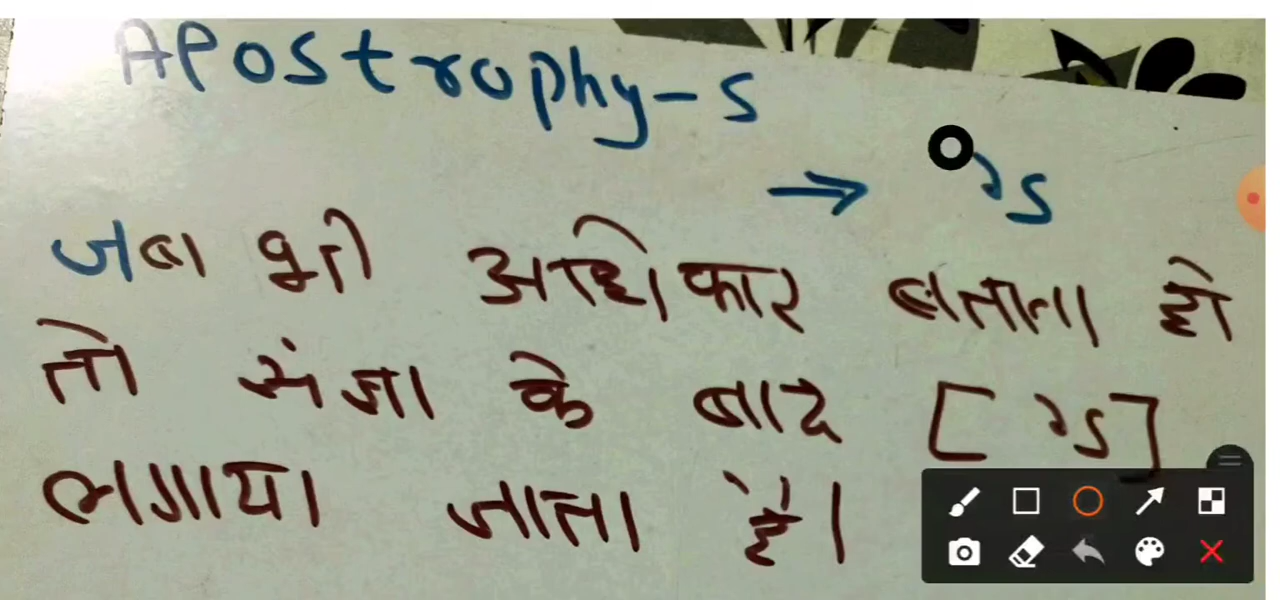 Apostrophy-s
→ 's
जब भी अधिकार बताना हो
तो संज्ञा के बाद ['s]
लगाया जाता है।